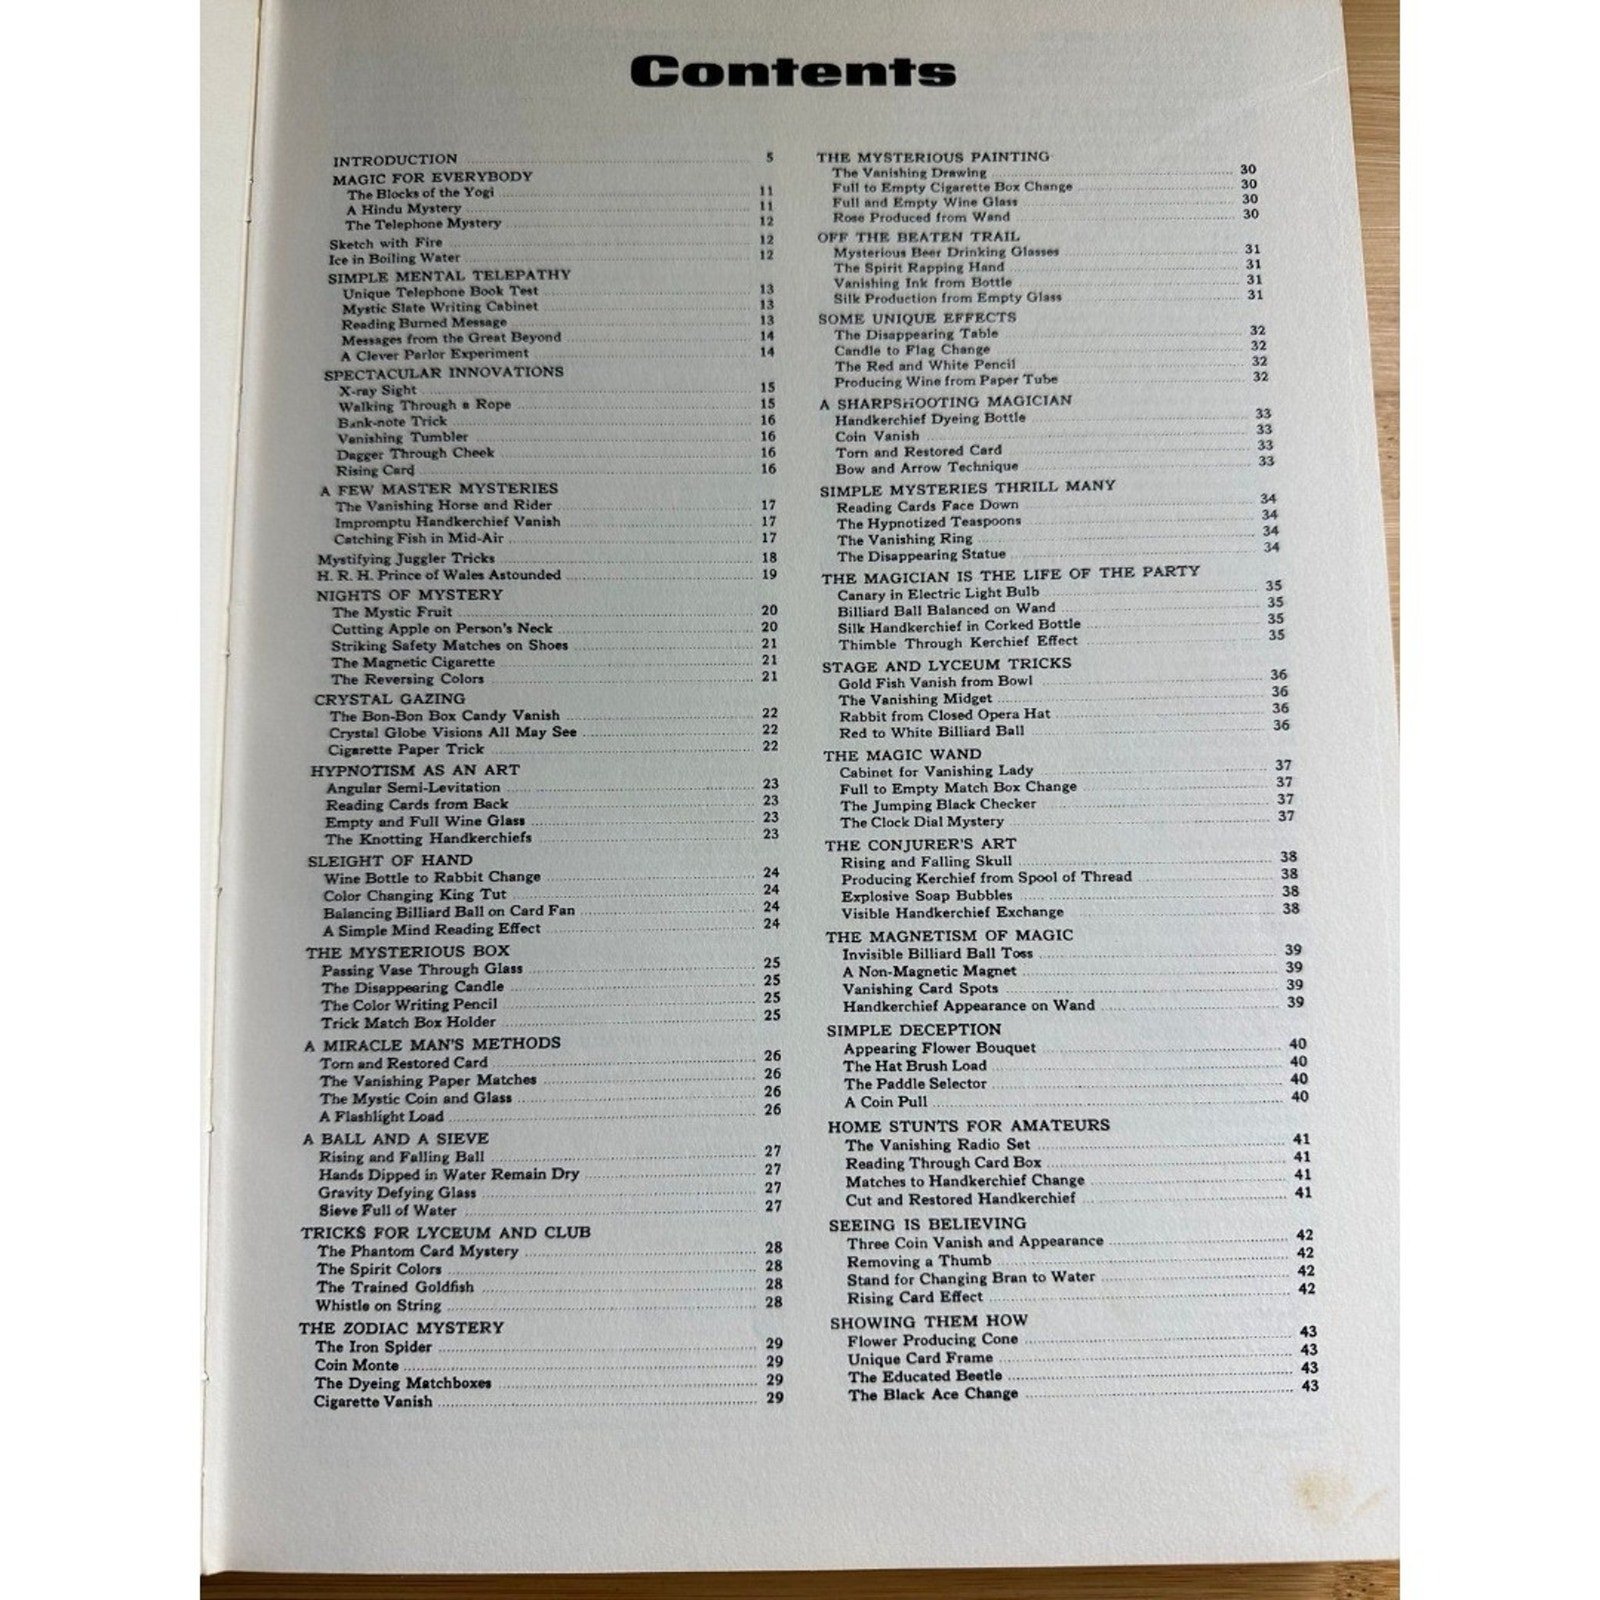 Contents
INTRODUCTION 5
MAGIC FOR EVERYBODY
The Blocks of the Yogi 11
A Hindu Mystery 11
The Telephone Mystery 12
Sketch with Fire 12
Ice in Boiling Water 12
SIMPLE MENTAL TELEPATHY
Unique Telephone Book Test 13
Mystic Slate Writing Cabinet 13
Reading Burned Message 13
Messages from the Great Beyond 14
A Clever Parlor Experiment 14
SPECTACULAR INNOVATIONS
X-ray Sight 15
Walking Through a Rope 15
Bank-note Trick 16
Vanishing Tumbler 16
Dagger Through Cheek 16
Rising Card 16
A FEW MASTER MYSTERIES
The Vanishing Horse and Rider 17
Impromptu Handkerchief Vanish 17
Catching Fish in Mid-Air 17
Mystifying Juggler Tricks 18
H. R. H. Prince of Wales Astounded 19
NIGHTS OF MYSTERY
The Mystic Fruit 20
Cutting Apple on Person's Neck 20
Striking Safety Matches on Shoes 21
The Magnetic Cigarette 21
The Reversing Colors 21
CRYSTAL GAZING
The Bon-Bon Box Candy Vanish 22
Crystal Globe Visions All May See 22
Cigarette Paper Trick 22
HYPNOTISM AS AN ART
Angular Semi-Levitation 23
Reading Cards from Back 23
Empty and Full Wine Glass 23
The Knotting Handkerchiefs 23
SLEIGHT OF HAND
Wine Bottle to Rabbit Change 24
Color Changing King Tut 24
Balancing Billiard Ball on Card Fan 24
A Simple Mind Reading Effect 24
THE MYSTERIOUS BOX
Passing Vase Through Glass 25
The Disappearing Candle 25
The Color Writing Pencil 25
Trick Match Box Holder 25
A MIRACLE MAN'S METHODS
Torn and Restored Card 26
The Vanishing Paper Matches 26
The Mystic Coin and Glass 26
A Flashlight Load 26
A BALL AND A SIEVE
Rising and Falling Ball 27
Hands Dipped in Water Remain Dry 27
Gravity Defying Glass 27
Sieve Full of Water 27
TRICKS FOR LYCEUM AND CLUB
The Phantom Card Mystery 28
The Spirit Colors 28
The Trained Goldfish 28
Whistle on String 28
THE ZODIAC MYSTERY
The Iron Spider 29
Coin Monte 29
The Dyeing Matchboxes 29
Cigarette Vanish 29
THE MYSTERIOUS PAINTING
The Vanishing Drawing 30
Full to Empty Cigarette Box Change 30
Full and Empty Wine Glass 30
Rose Produced from Wand 30
OFF THE BEATEN TRAIL
Mysterious Beer Drinking Glasses 31
The Spirit Rapping Hand 31
Vanishing Ink from Bottle 31
Silk Production from Empty Glass 31
SOME UNIQUE EFFECTS
The Disappearing Table 32
Candle to Flag Change 32
The Red and White Pencil 32
Producing Wine from Paper Tube 32
A SHARPSHOOTING MAGICIAN
Handkerchief Dyeing Bottle 33
Coin Vanish 33
Torn and Restored Card 33
Bow and Arrow Technique 33
SIMPLE MYSTERIES THRILL MANY
Reading Cards Face Down 34
The Hypnotized Teaspoons 34
The Vanishing Ring 34
The Disappearing Statue 34
THE MAGICIAN IS THE LIFE OF THE PARTY
Canary in Electric Light Bulb 35
Billiard Ball Balanced on Wand 35
Silk Handkerchief in Corked Bottle 35
Thimble Through Kerchief Effect 35
STAGE AND LYCEUM TRICKS
Gold Fish Vanish from Bowl 36
The Vanishing Midget 36
Rabbit from Closed Opera Hat 36
Red to White Billiard Ball 36
THE MAGIC WAND
Cabinet for Vanishing Lady 37
Full to Empty Match Box Change 37
The Jumping Black Checker 37
The Clock Dial Mystery 37
THE CONJURER'S ART
Rising and Falling Skull 38
Producing Kerchief from Spool of Thread 38
Explosive Soap Bubbles 38
Visible Handkerchief Exchange 38
THE MAGNETISM OF MAGIC
Invisible Billiard Ball Toss 39
A Non-Magnetic Magnet 39
Vanishing Card Spots 39
Handkerchief Appearance on Wand 39
SIMPLE DECEPTION
Appearing Flower Bouquet 40
The Hat Brush Load 40
The Paddle Selector 40
A Coin Pull 40
HOME STUNTS FOR AMATEURS
The Vanishing Radio Set 41
Reading Through Card Box 41
Matches to Handkerchief Change 41
Cut and Restored Handkerchief 41
SEEING IS BELIEVING
Three Coin Vanish and Appearance 42
Removing a Thumb 42
Stand for Changing Bran to Water 42
Rising Card Effect 42
SHOWING THEM HOW
Flower Producing Cone 43
Unique Card Frame 43
The Educated Beetle 43
The Black Ace Change 43